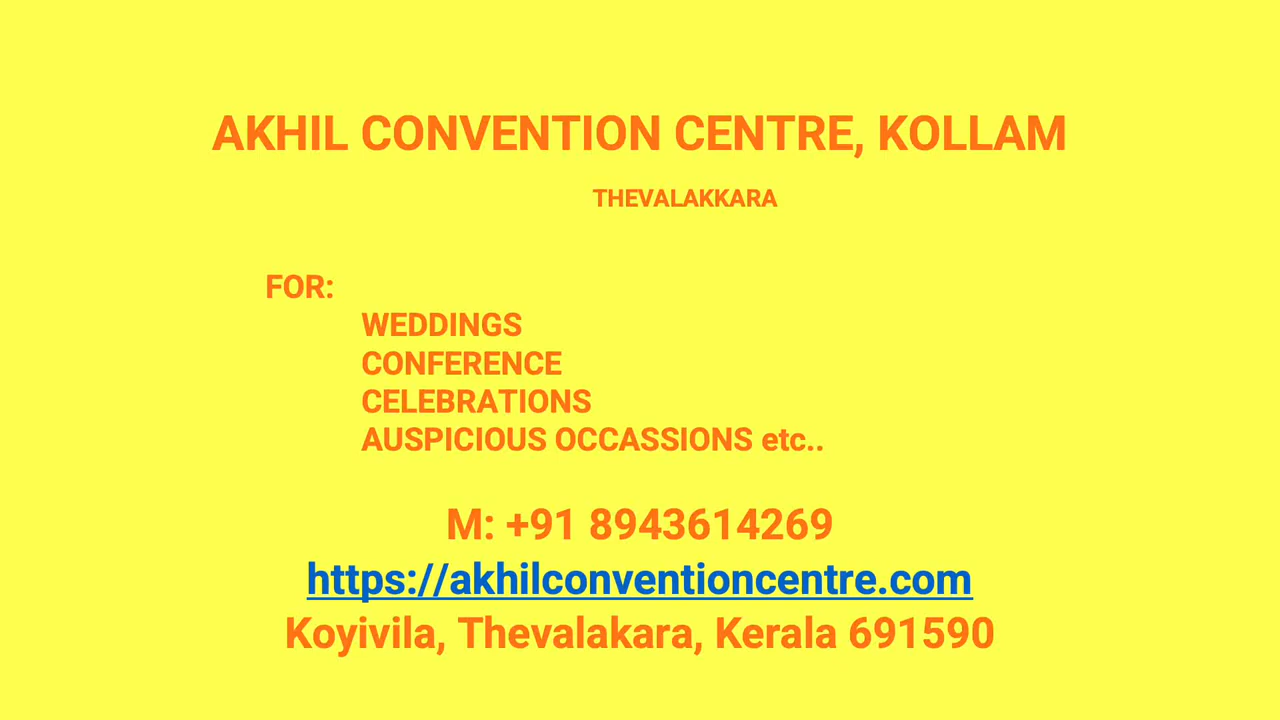 AKHIL CONVENTION CENTRE, KOLLAM
THEVALAKKARA
FOR:
WEDDINGS
CONFERENCE
CELEBRATIONS
AUSPICIOUS OCCASSIONS etc..
M: +91 8943614269
https://akhilconventioncentre.com
Koyivila, Thevalakara, Kerala 691590